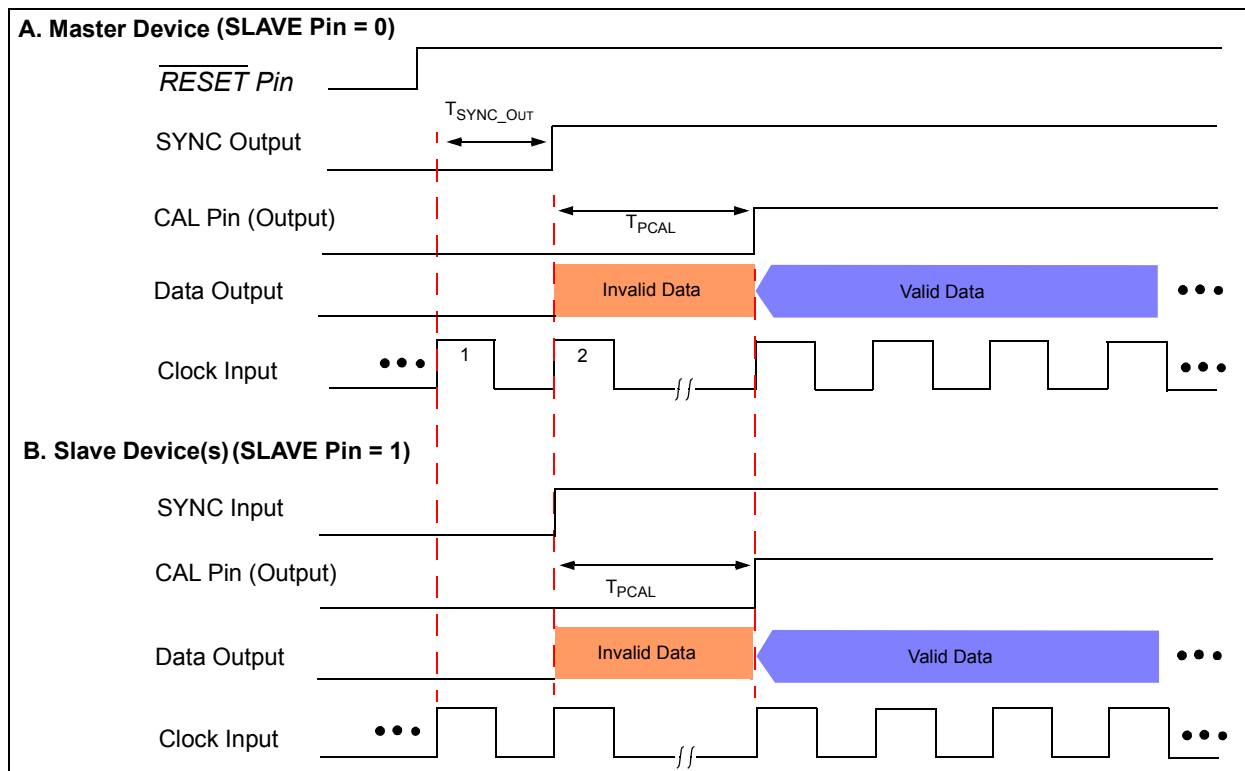 A. Master Device (SLAVE Pin = 0)
RESET Pin
TSYNC_OUT
SYNC Output
CAL Pin (Output)
TPCAL
Data Output
Invalid Data
Valid Data
Clock Input
1
2
B. Slave Device(s) (SLAVE Pin = 1)
SYNC Input
CAL Pin (Output)
TPCAL
Data Output
Invalid Data
Valid Data
Clock Input